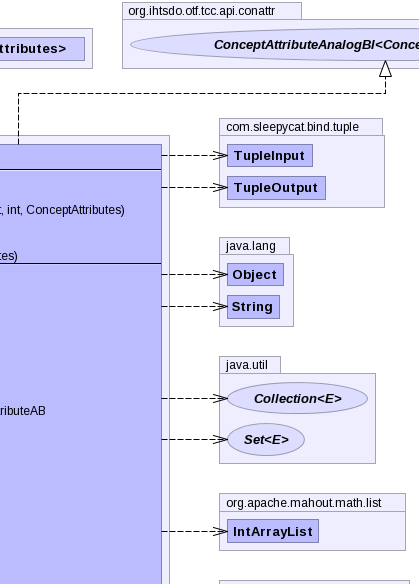 org.ihtsdo.otf.tcc.api.conattr
ttributes>
ConceptAttributeAnalogBI<Conce
com.sleepycat.bind.tuple
TupleInput
TupleOutput
t, int, ConceptAttributes)
java.lang
tes)
Object
String
java.util
Collection<E>
tributeAB
Set<E>
org.apache.mahout.math.list
IntArrayList